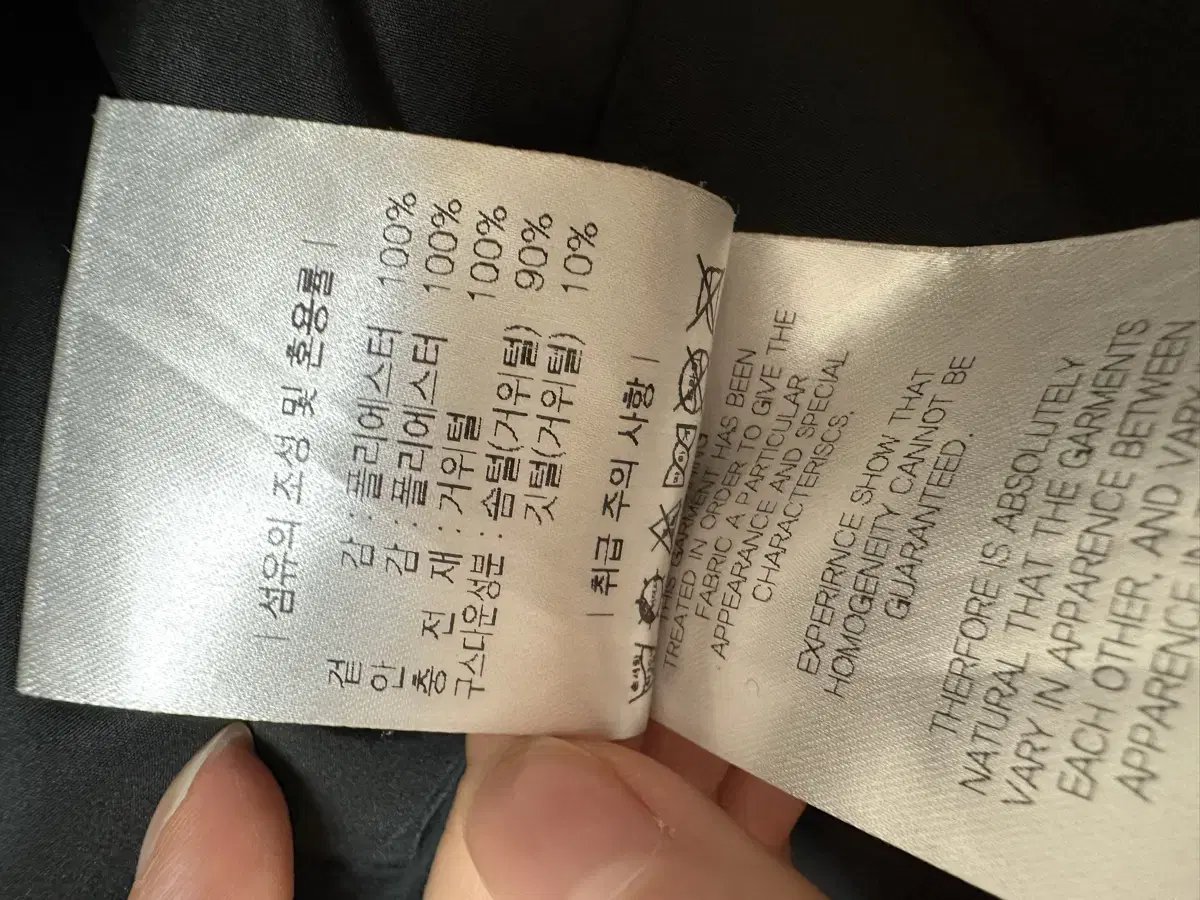 | 섬유의 조성 및 혼용률 |
겉 감 : 폴리에스터 100%
안 감 : 폴리에스터 100%
충 전 재 : 거위털 100%
구스다운성분 : 솜털(거위털) 90%
깃털(거위털) 10%
| 취급 주의 사항 |
THIS GARMENT HAS BEEN
TREATED IN ORDER TO GIVE THE
FABRIC A PARTICULAR
APPEARANCE AND SPECIAL
CHARACTERISCS.
EXPERIRNCE SHOW THAT
HOMOGENEITY CANNOT BE
GUARANTEED.
THERFORE IS ABSOLUTELY
NATURAL THAT THE GARMENTS
VARY IN APPARENCE BETWEEN
EACH OTHER, AND VARY
APPARENCE IN